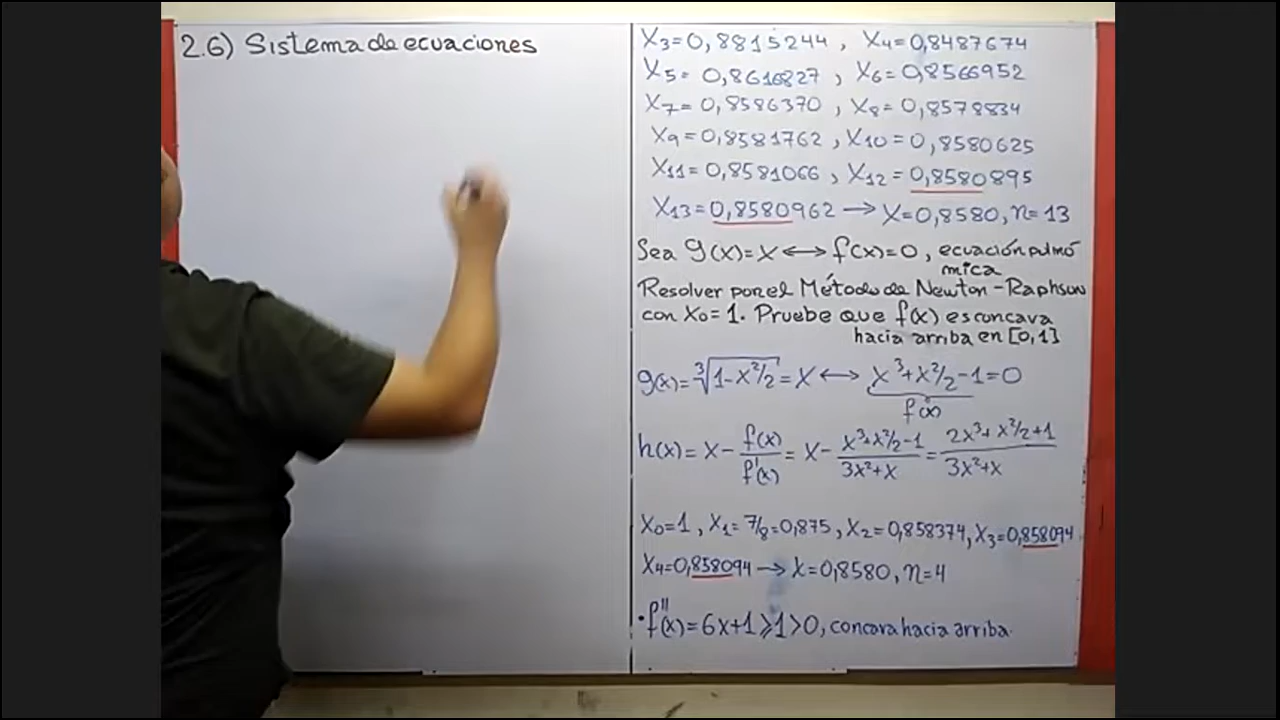 2.6) Sistema de ecuaciones
X3=0,8815244, X4=0,8487674
X5=0,8616827, X6=0,8566952
X7=0,8586370, X8=0,8578834
X9=0,8581762, X10=0,8580625
X11=0,8581066, X12=0,8580895
X13=0,8580962 → X=0,8580, n=13
Sea g(x)=x ↔ f(x)=0, ecuación pulmó
mica
Resolver por el Método de Newton-Raphson
con X0=1. Pruebe que f(x) es concava
hacia arriba en [0,1]
g(x)=∛(1-x²/2)=x ↔ x³+x²/2-1=0
f(x)
h(x)=x-f(x)/f'(x)=x-(x³+x²/2-1)/(3x²+x)=(2x³+x²/2+1)/(3x²+x)
X0=1, X1=7/8=0,875, X2=0,858374, X3=0,858094
X4=0,858094 → X=0,8580, n=4
·f''(x)=6x+1⩾1>0, concava hacia arriba.